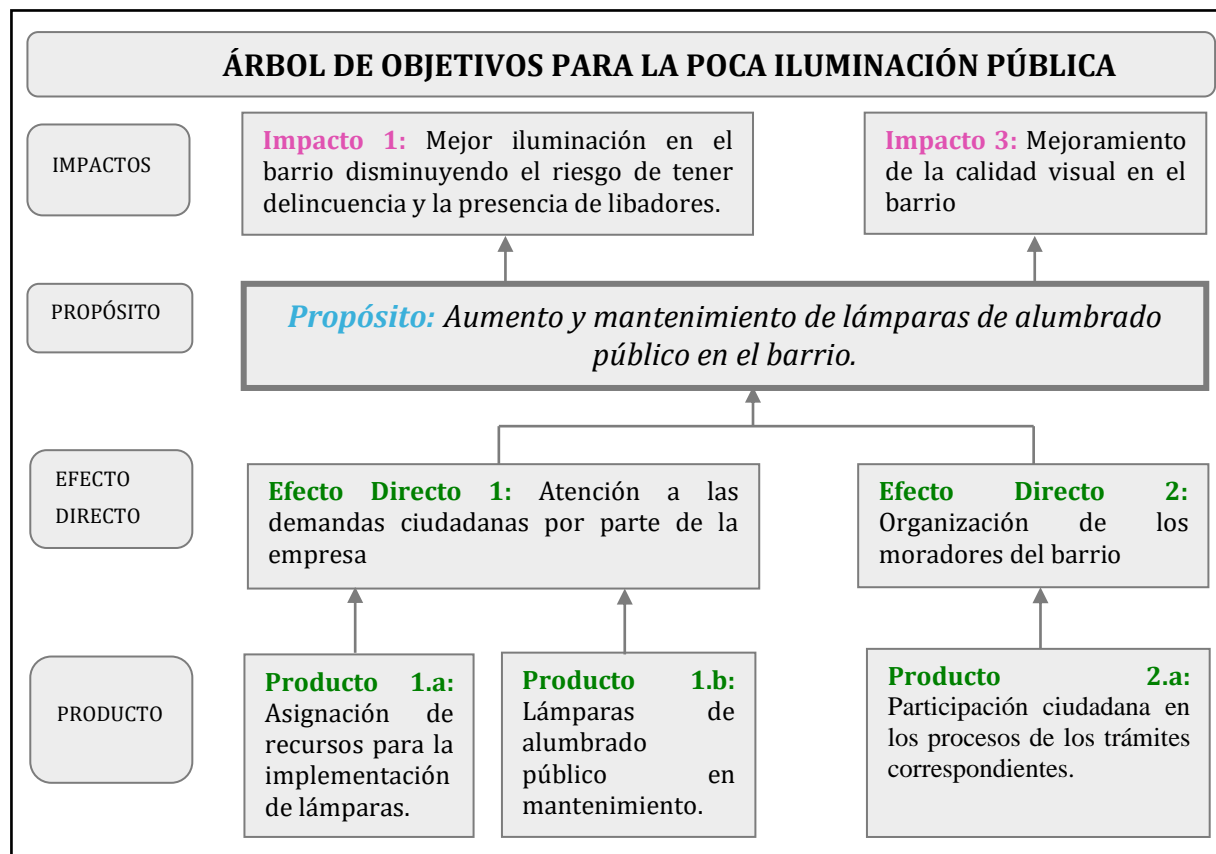 ÁRBOL DE OBJETIVOS PARA LA POCA ILUMINACIÓN PÚBLICA
IMPACTOS
Impacto 1: Mejor iluminación en el
barrio disminuyendo el riesgo de tener
delincuencia y la presencia de libadores.
Impacto 3: Mejoramiento
de la calidad visual en el
barrio
PROPÓSITO
Propósito: Aumento y mantenimiento de lámparas de alumbrado
público en el barrio.
EFECTO
DIRECTO
Efecto Directo 1: Atención a las
demandas ciudadanas por parte de la
empresa
Efecto Directo 2:
Organización de los
moradores del barrio
PRODUCTO
Producto 1.a:
Asignación de
recursos para la
implementación
de lámparas.
Producto 1.b:
Lámparas de
alumbrado
público en
mantenimiento.
Producto 2.a:
Participación ciudadana en
los procesos de los trámites
correspondientes.